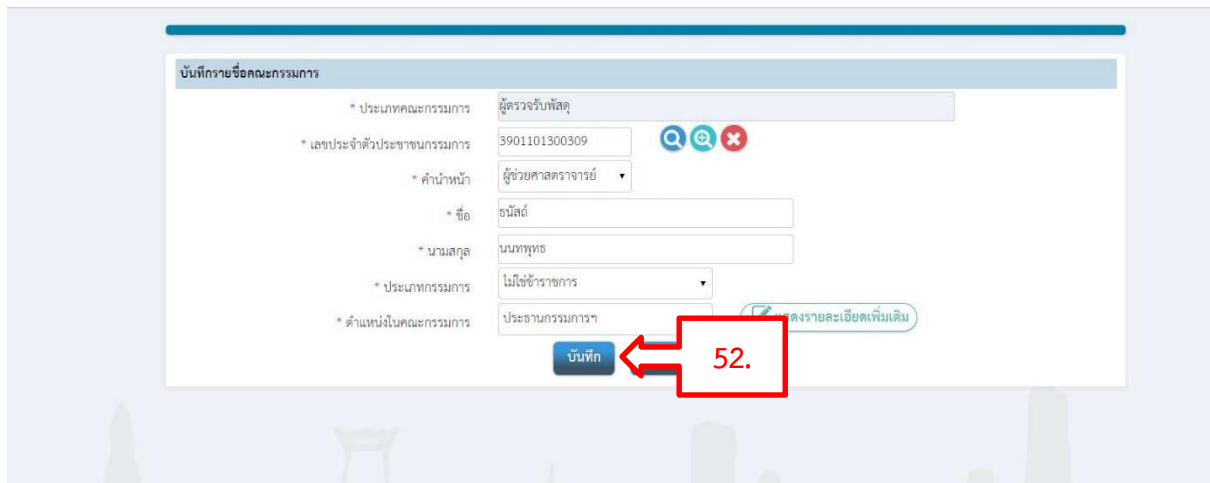 บันทึกรายชื่อคณะกรรมการ
* ประเภทคณะกรรมการ ผู้ตรวจรับพัสดุ
* เลขประจำตัวประชาชนกรรมการ 3901101300309
* คำนำหน้า ผู้ช่วยศาสตราจารย์
* ชื่อ ธนัสถ์
* นามสกุล นนทพุทธ
* ประเภทกรรมการ ไม่ใช่ข้าราชการ
* ตำแหน่งในคณะกรรมการ ประธานกรรมการฯ แสดงรายละเอียดเพิ่มเติม
บันทึก 52.